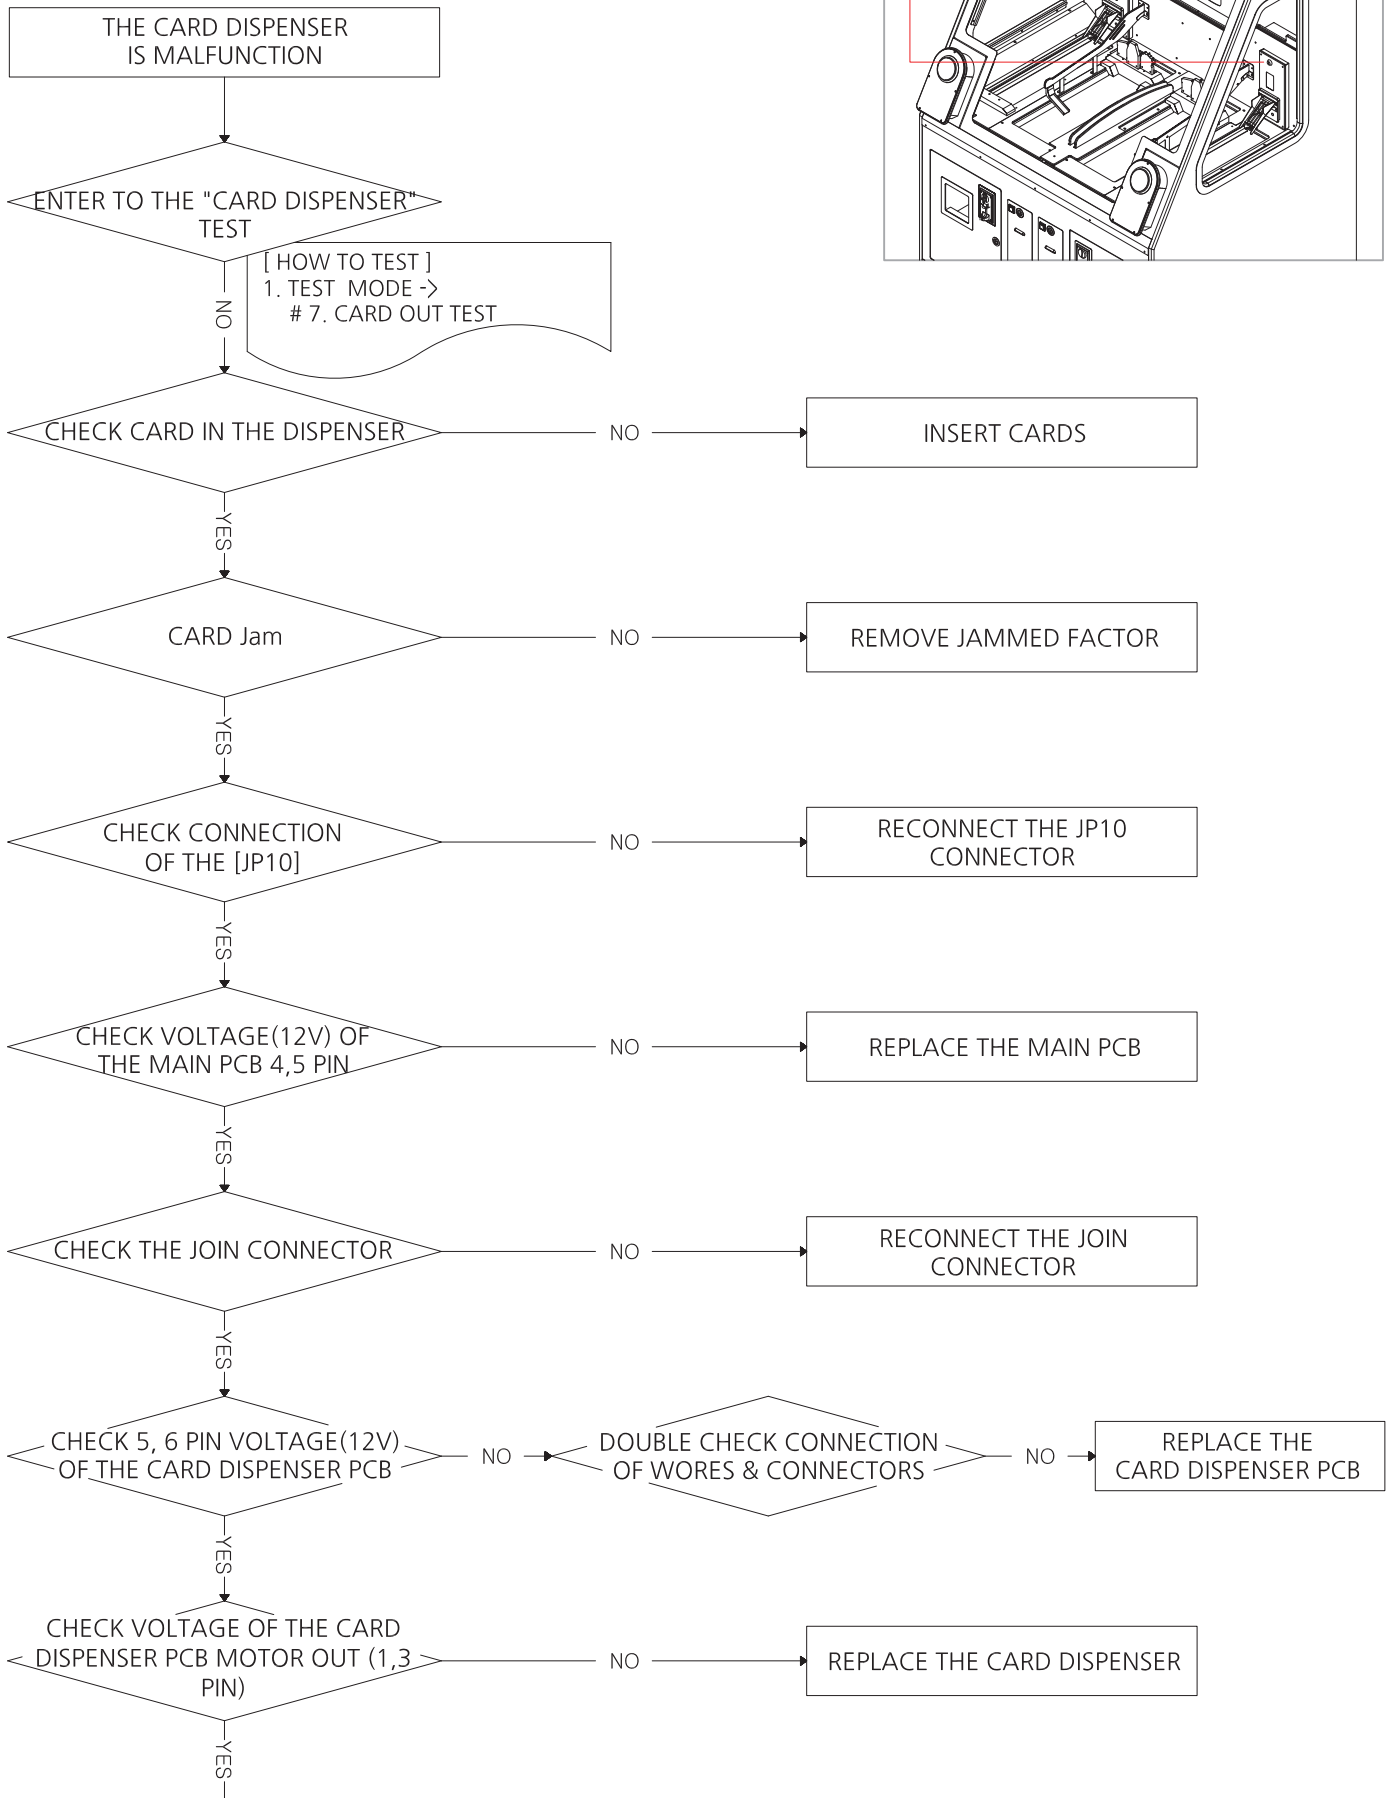 THE CARD DISPENSER
IS MALFUNCTION
ENTER TO THE "CARD DISPENSER"
TEST
[ HOW TO TEST ]
1. TEST MODE ->
# 7. CARD OUT TEST
NO
CHECK CARD IN THE DISPENSER
NO
INSERT CARDS
YES
CARD Jam
NO
REMOVE JAMMED FACTOR
YES
CHECK CONNECTION
OF THE [JP10]
NO
RECONNECT THE JP10
CONNECTOR
YES
CHECK VOLTAGE(12V) OF
THE MAIN PCB 4,5 PIN
NO
REPLACE THE MAIN PCB
YES
CHECK THE JOIN CONNECTOR
NO
RECONNECT THE JOIN
CONNECTOR
YES
CHECK 5, 6 PIN VOLTAGE(12V)
OF THE CARD DISPENSER PCB
NO
DOUBLE CHECK CONNECTION
OF WORES & CONNECTORS
NO
REPLACE THE
CARD DISPENSER PCB
YES
CHECK VOLTAGE OF THE CARD
DISPENSER PCB MOTOR OUT (1,3
PIN)
NO
REPLACE THE CARD DISPENSER
YES